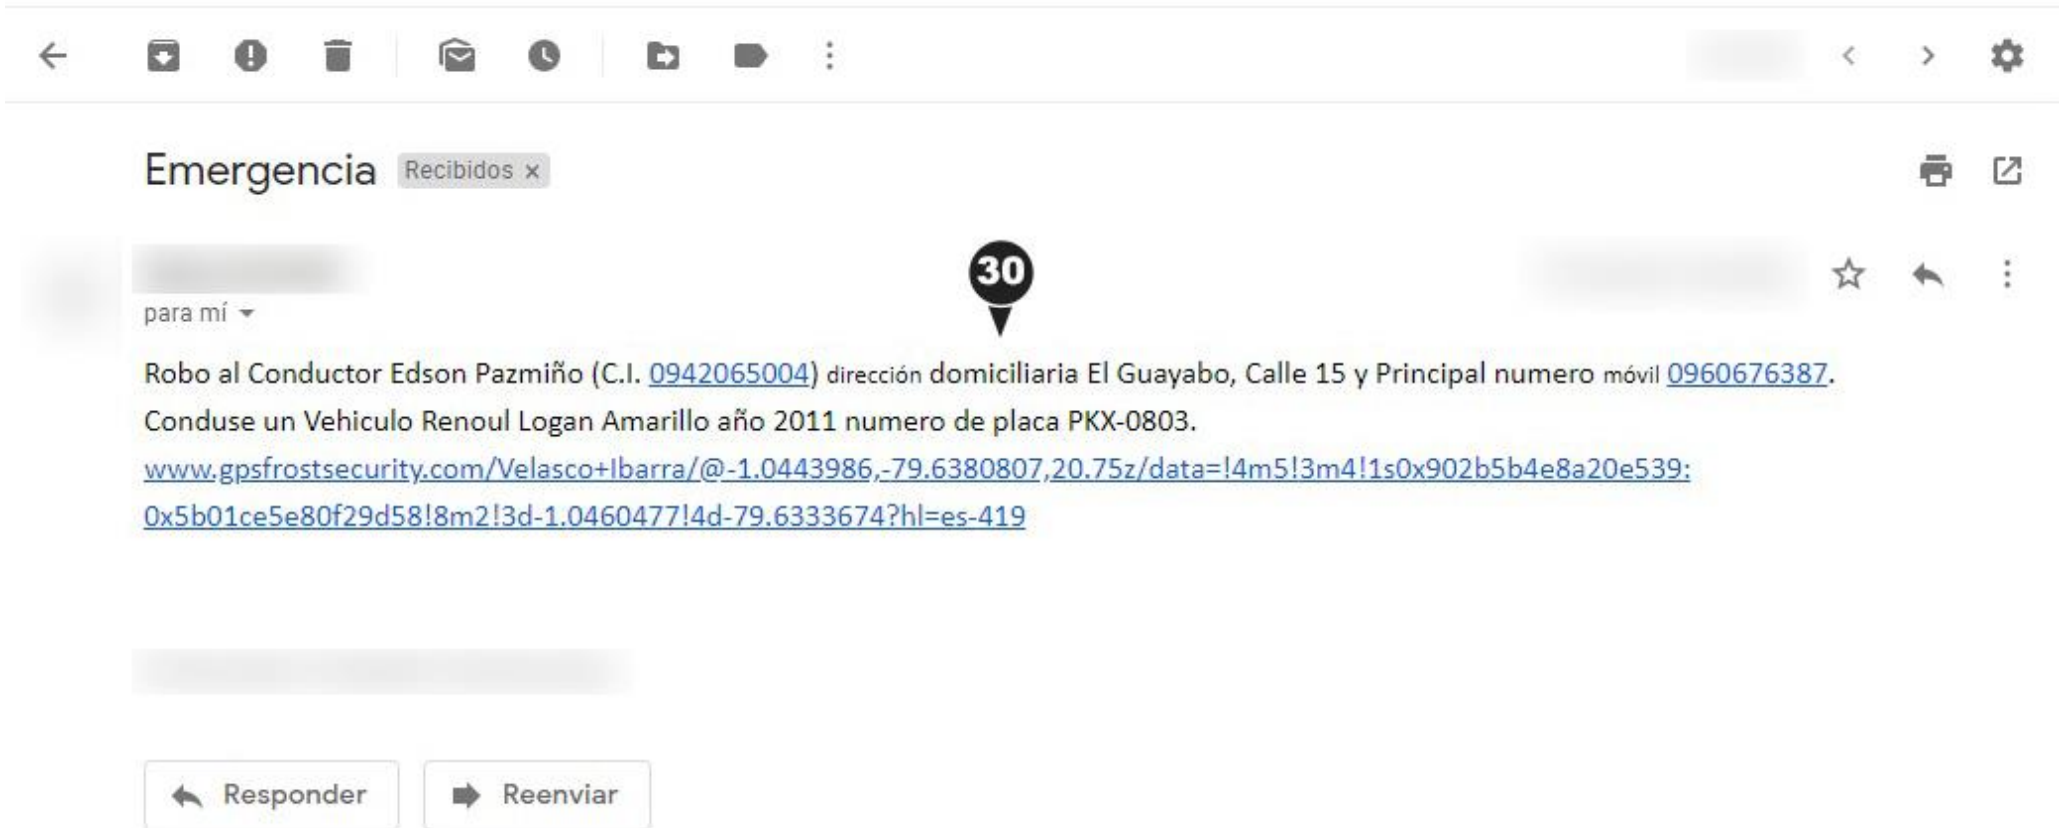 Emergencia Recibidos ×
30
para mí
Robo al Conductor Edson Pazmiño (C.I. 0942065004) dirección domiciliaria El Guayabo, Calle 15 y Principal numero móvil 0960676387.
Conduse un Vehiculo Renoul Logan Amarillo año 2011 numero de placa PKX-0803.
www.gpsfrostsecurity.com/Velasco+Ibarra/@-1.0443986,-79.6380807,20.75z/data=!4m5!3m4!1s0x902b5b4e8a20e539:
0x5b01ce5e80f29d58!8m2!3d-1.0460477!4d-79.6333674?hl=es-419
Responder Reenviar